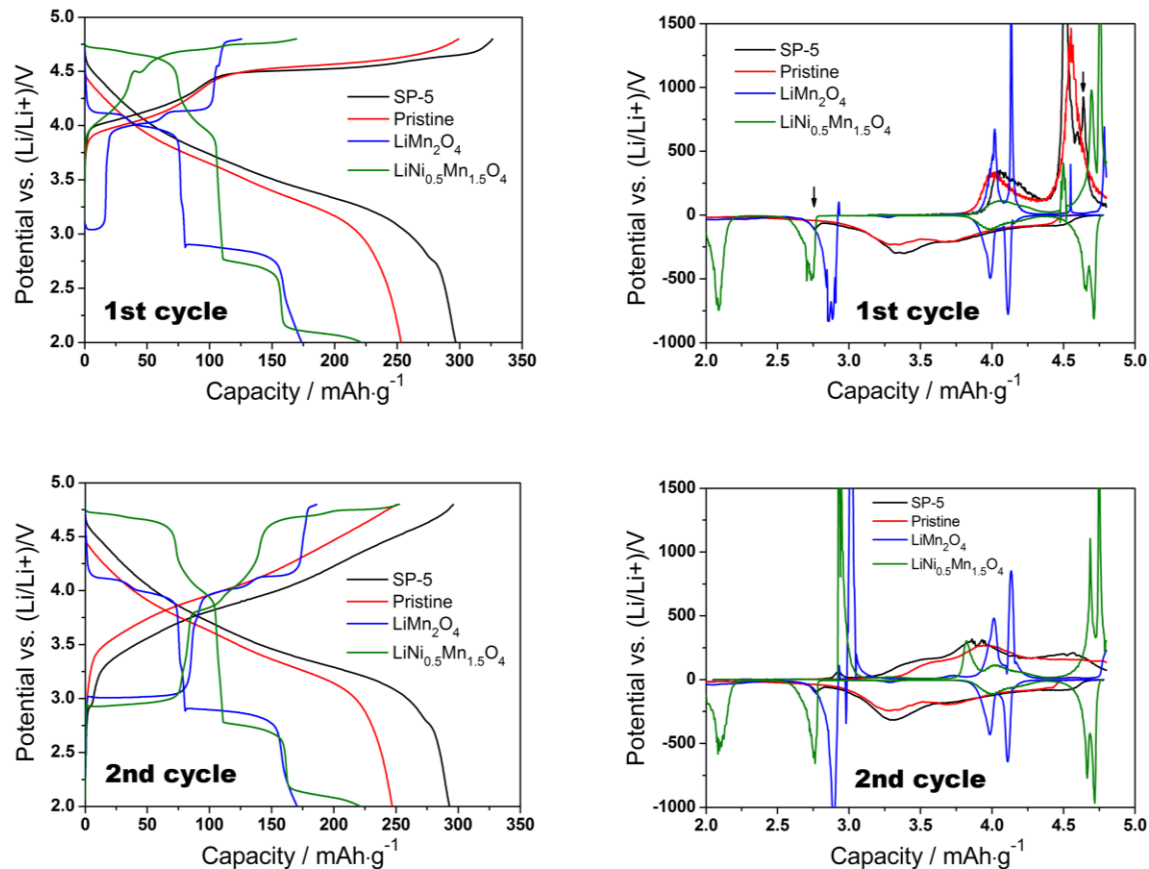 5.0
4.5
4.0
3.5
3.0
2.5
2.0
Potential vs. (Li/Li+)/V
SP-5
Pristine
LiMn₂O₄
LiNi₀.₅Mn₁.₅O₄
1st cycle
0 50 100 150 200 250 300 350
Capacity / mAh·g⁻¹
1500
1000
500
0
-500
-1000
Potential vs. (Li/Li+)/V
SP-5
Pristine
LiMn₂O₄
LiNi₀.₅Mn₁.₅O₄
1st cycle
2.0 2.5 3.0 3.5 4.0 4.5 5.0
Capacity / mAh·g⁻¹
5.0
4.5
4.0
3.5
3.0
2.5
2.0
Potential vs. (Li/Li+)/V
SP-5
Pristine
LiMn₂O₄
LiNi₀.₅Mn₁.₅O₄
2nd cycle
0 50 100 150 200 250 300 350
Capacity / mAh·g⁻¹
1500
1000
500
0
-500
-1000
Potential vs. (Li/Li+)/V
SP-5
Pristine
LiMn₂O₄
LiNi₀.₅Mn₁.₅O₄
2nd cycle
2.0 2.5 3.0 3.5 4.0 4.5 5.0
Capacity / mAh·g⁻¹